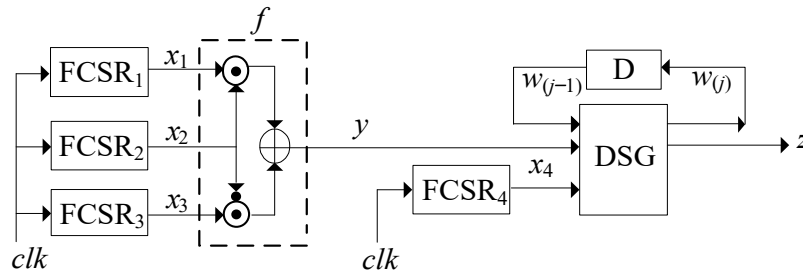 f
FCSR₁ x₁
w₍ⱼ₋₁₎ D w₍ⱼ₎
FCSR₂ x₂ y
DSG z
FCSR₃ x₃
FCSR₄ x₄
clk
clk